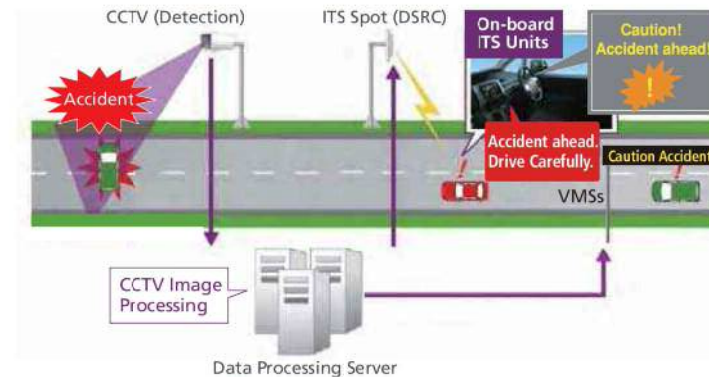 CCTV (Detection)
ITS Spot (DSRC)
On-board
ITS Units
Caution!
Accident ahead!
!
Accident
Accident ahead.
Drive Carefully.
Caution Accident
VMSs
CCTV Image
Processing
Data Processing Server